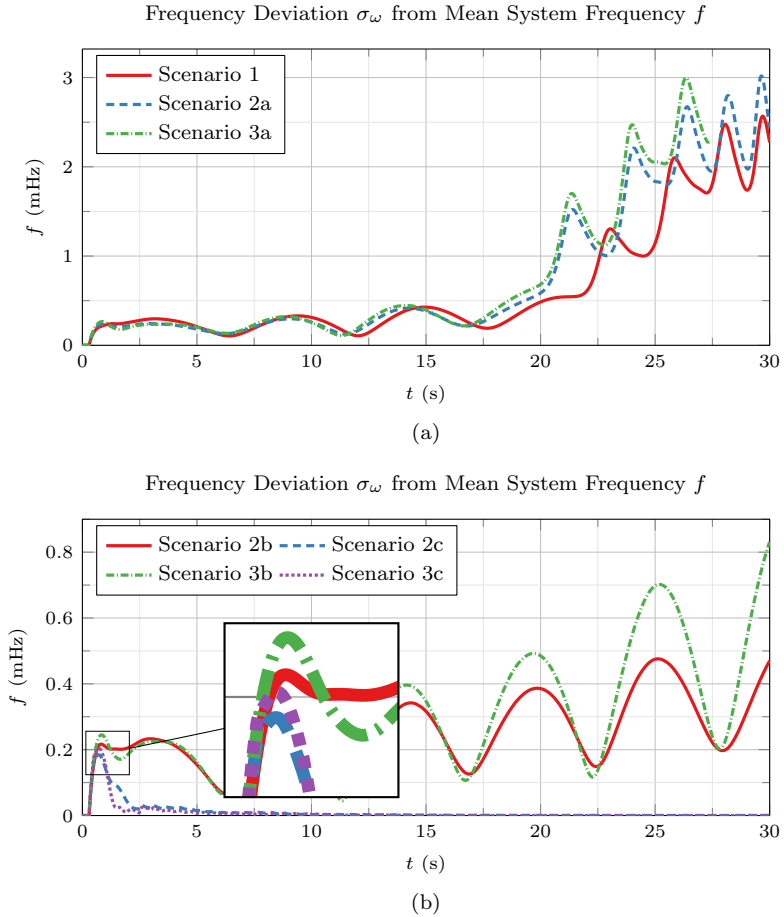 Frequency Deviation σω from Mean System Frequency f
3
2
1
0
f (mHz)
Scenario 1
Scenario 2a
Scenario 3a
0 5 10 15 20 25 30
t (s)
(a)
Frequency Deviation σω from Mean System Frequency f
0.8
0.6
0.4
0.2
0
f (mHz)
Scenario 2b Scenario 2c
Scenario 3b Scenario 3c
0 5 10 15 20 25 30
t (s)
(b)